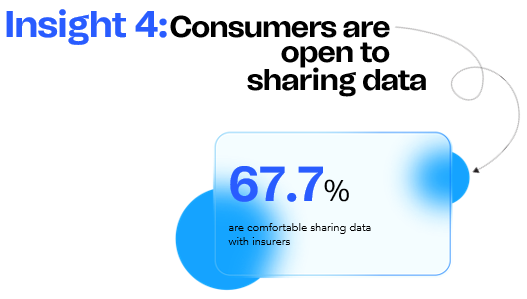 Insight 4: Consumers are
open to
sharing data
67.7%
are comfortable sharing data
with insurers